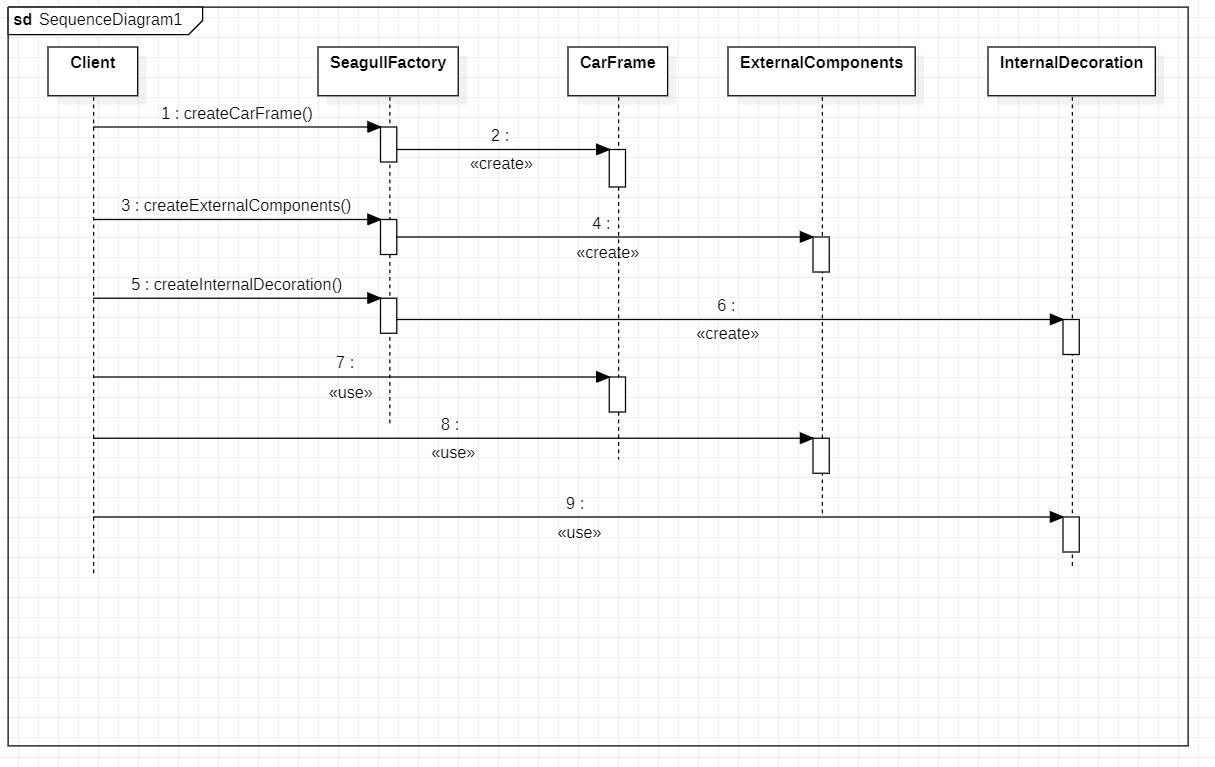 sd SequenceDiagram1
Client
SeagullFactory
CarFrame
ExternalComponents
InternalDecoration
1 : createCarFrame()
2 :
«create»
3 : createExternalComponents()
4 :
«create»
5 : createInternalDecoration()
6 :
«create»
7 :
«use»
8 :
«use»
9 :
«use»